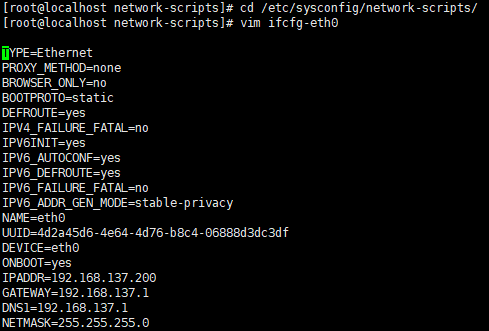 [root@localhost network-scripts]# cd /etc/sysconfig/network-scripts/
[root@localhost network-scripts]# vim ifcfg-eth0
TYPE=Ethernet
PROXY_METHOD=none
BROWSER_ONLY=no
BOOTPROTO=static
DEFROUTE=yes
IPV4_FAILURE_FATAL=no
IPV6INIT=yes
IPV6_AUTOCONF=yes
IPV6_DEFROUTE=yes
IPV6_FAILURE_FATAL=no
IPV6_ADDR_GEN_MODE=stable-privacy
NAME=eth0
UUID=4d2a45d6-4e64-4d76-b8c4-06888d3dc3df
DEVICE=eth0
ONBOOT=yes
IPADDR=192.168.137.200
GATEWAY=192.168.137.1
DNS1=192.168.137.1
NETMASK=255.255.255.0